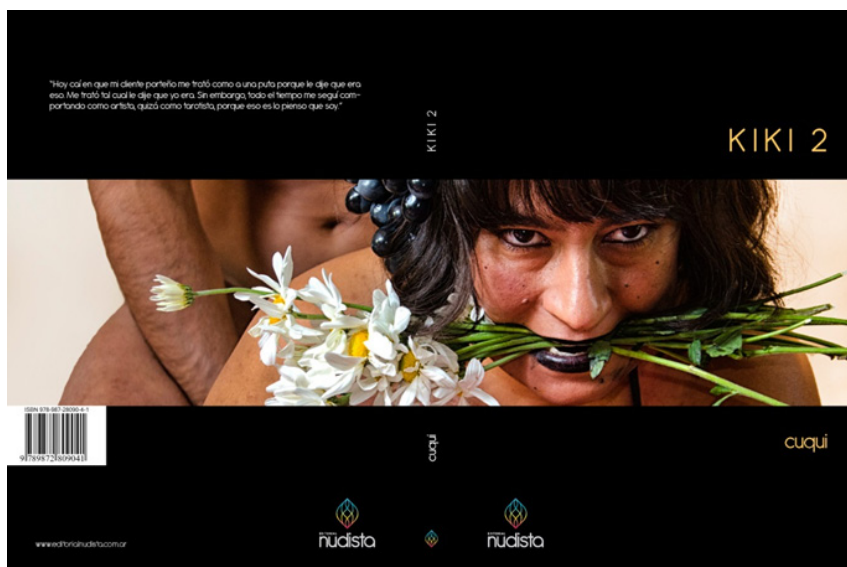 "Hoy caí en que mi cliente porteño me trató como a una puta porque le dije que era
eso. Me trató tal cual le dije que yo era. Sin embargo, todo el tiempo me seguí com-
portando como artista, quizá como tarotista, porque eso es lo pienso que soy."
KIKI 2
KIKI 2
ISBN 978-987-28090-4-1
9789872809041
cuqui
cuqui
EDITORIAL
nudista
EDITORIAL
nudista
www.editorialnudista.com.ar